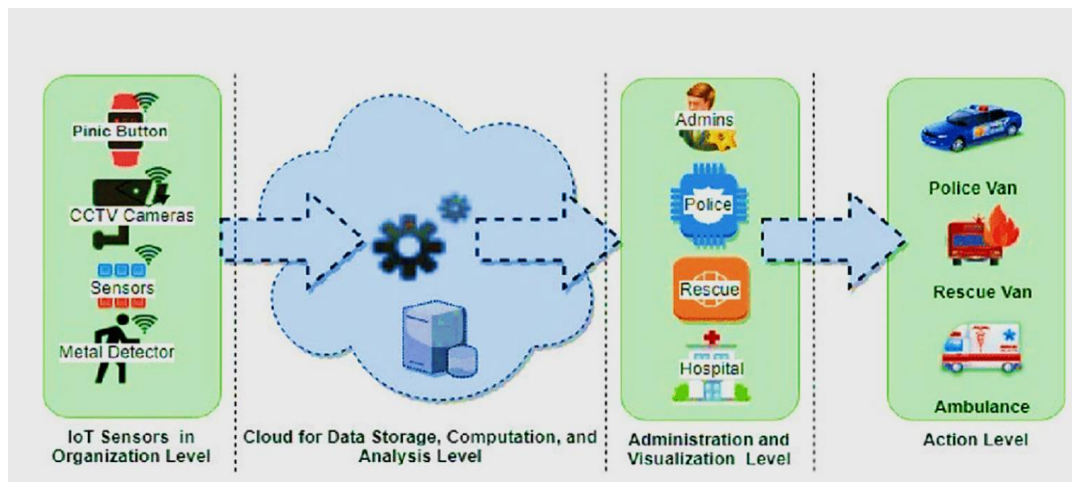 Pinic Button
CCTV Cameras
Sensors
Metal Detector
IoT Sensors in
Organization Level
Cloud for Data Storage, Computation, and
Analysis Level
Admins
Police
Rescue
Hospital
Administration and
Visualization Level
Police Van
Rescue Van
Ambulance
Action Level